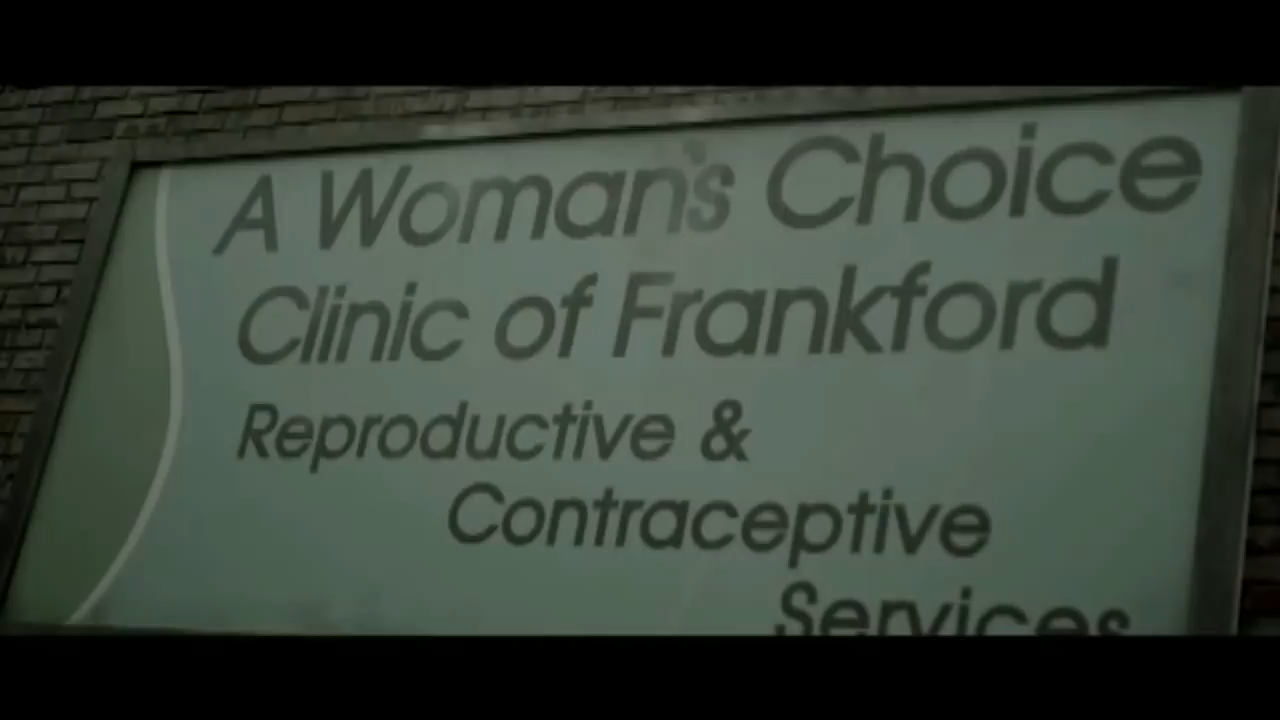 A Woman's Choice
Clinic of Frankford
Reproductive &
Contraceptive
Services